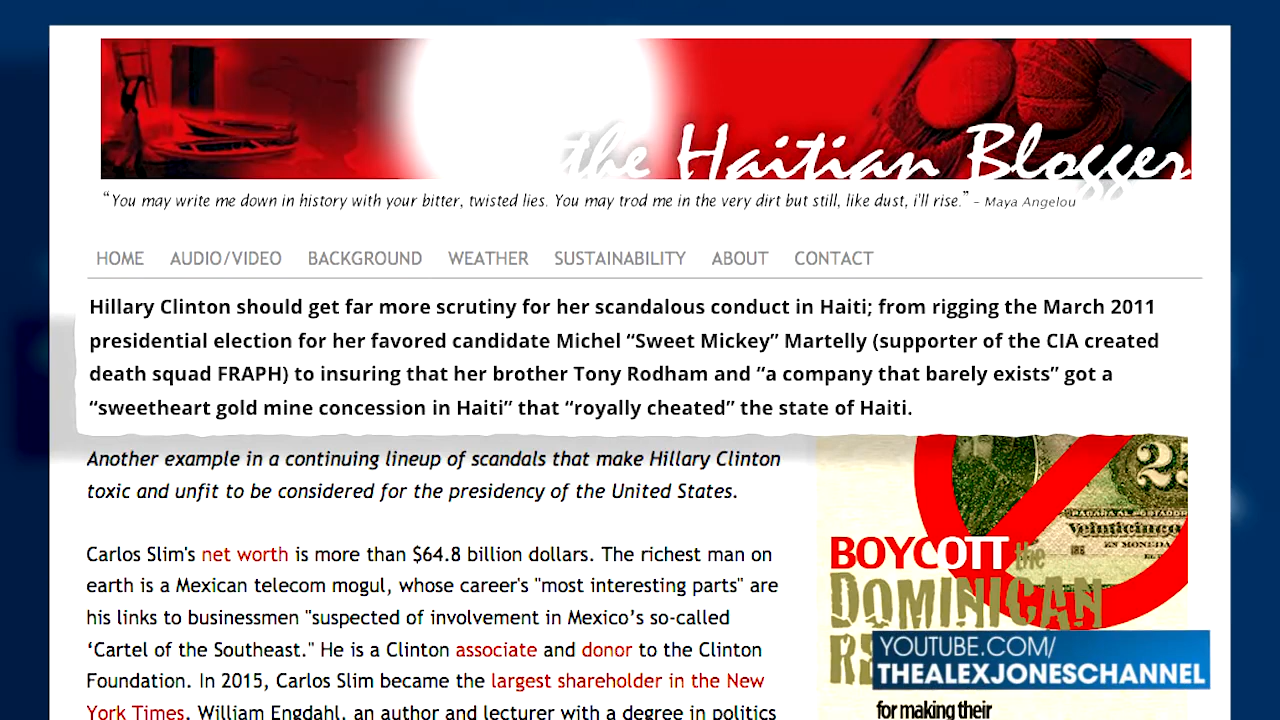 the Haitian Blogger
“You may write me down in history with your bitter, twisted lies. You may trod me in the very dirt but still, like dust, i'll rise.” – Maya Angelou
HOME AUDIO/VIDEO BACKGROUND WEATHER SUSTAINABILITY ABOUT CONTACT
Hillary Clinton should get far more scrutiny for her scandalous conduct in Haiti; from rigging the March 2011
presidential election for her favored candidate Michel “Sweet Mickey” Martelly (supporter of the CIA created
death squad FRAPH) to insuring that her brother Tony Rodham and “a company that barely exists” got a
“sweetheart gold mine concession in Haiti” that “royally cheated” the state of Haiti.
Another example in a continuing lineup of scandals that make Hillary Clinton
toxic and unfit to be considered for the presidency of the United States.
Carlos Slim's net worth is more than $64.8 billion dollars. The richest man on
earth is a Mexican telecom mogul, whose career's "most interesting parts" are
his links to businessmen "suspected of involvement in Mexico’s so-called
‘Cartel of the Southeast." He is a Clinton associate and donor to the Clinton
Foundation. In 2015, Carlos Slim became the largest shareholder in the New
York Times. William Engdahl, an author and lecturer with a degree in politics
25
veinticinco
EN MONEDA
BOYCOTT the
DOMINICAN
YOUTUBE.COM/
THEALEXJONESCHANNEL
for making their